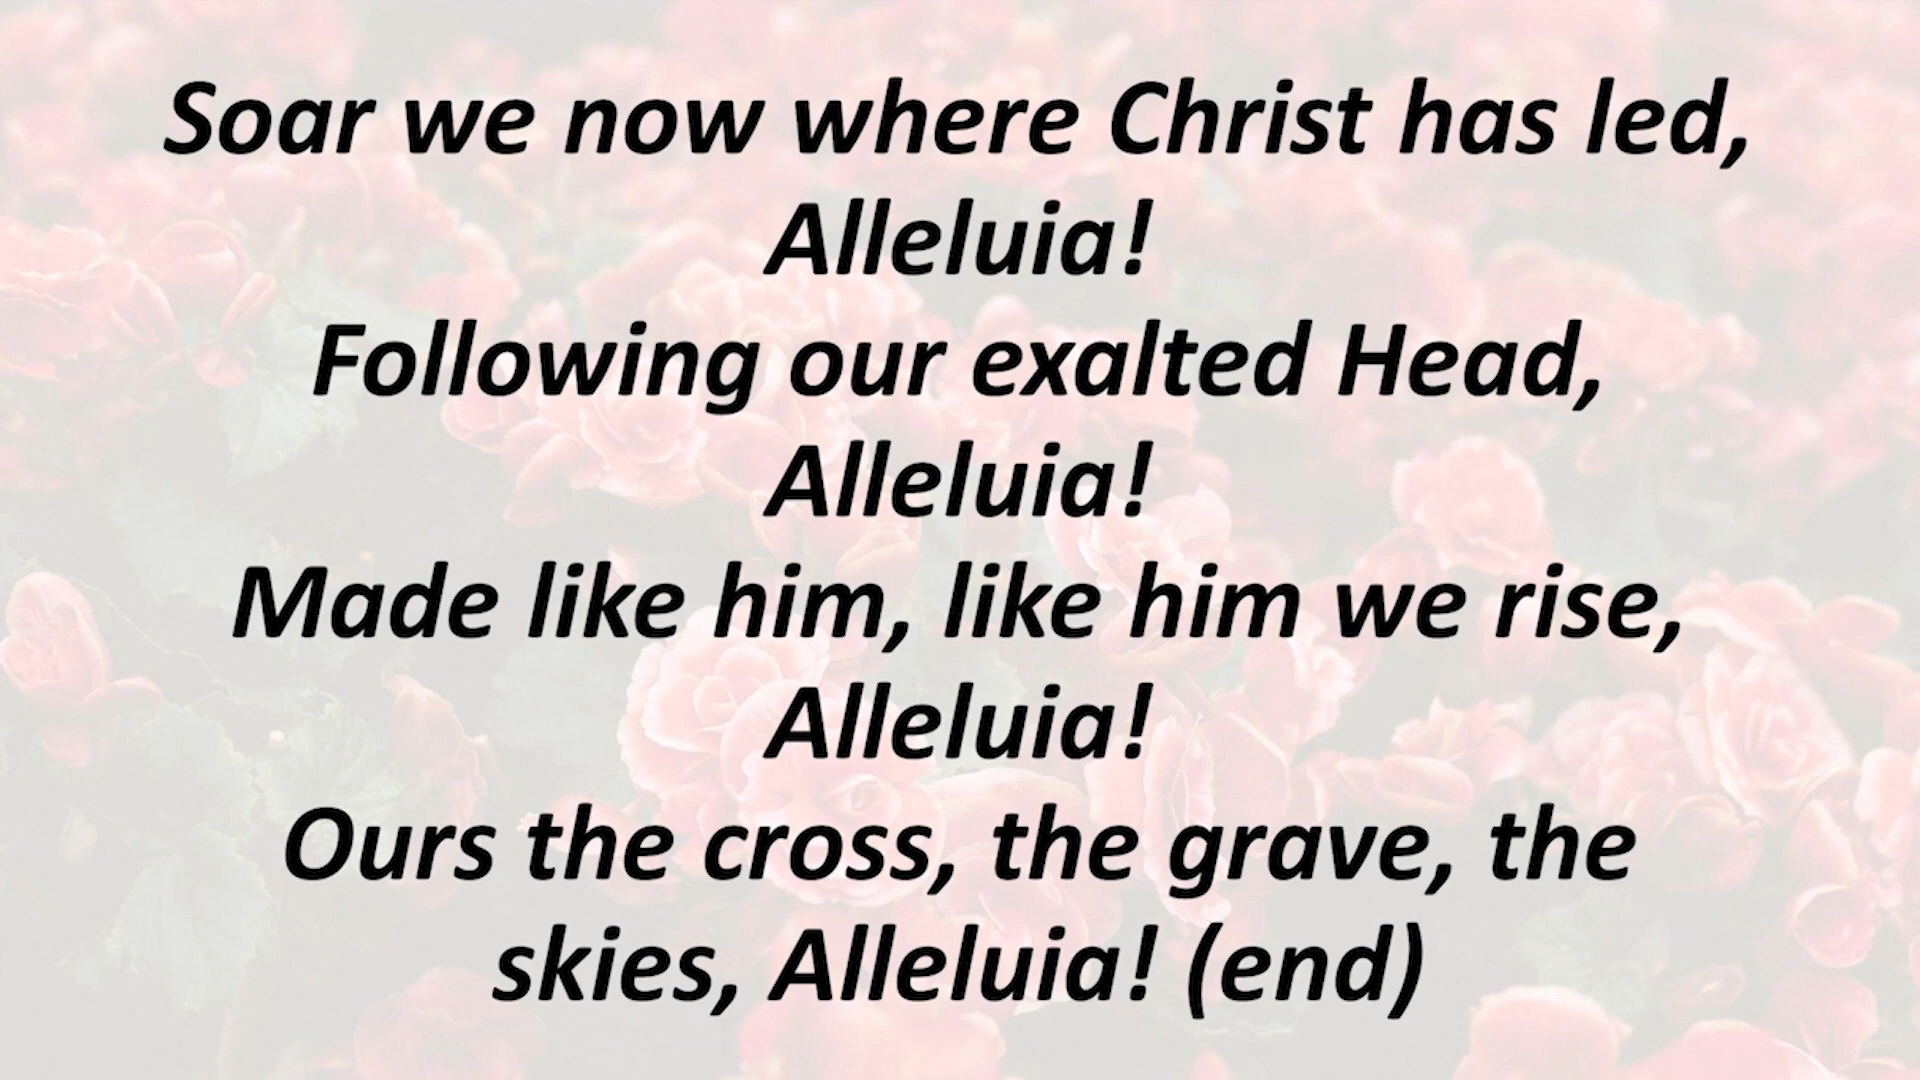 Soar we now where Christ has led,
Alleluia!
Following our exalted Head,
Alleluia!
Made like him, like him we rise,
Alleluia!
Ours the cross, the grave, the
skies, Alleluia! (end)